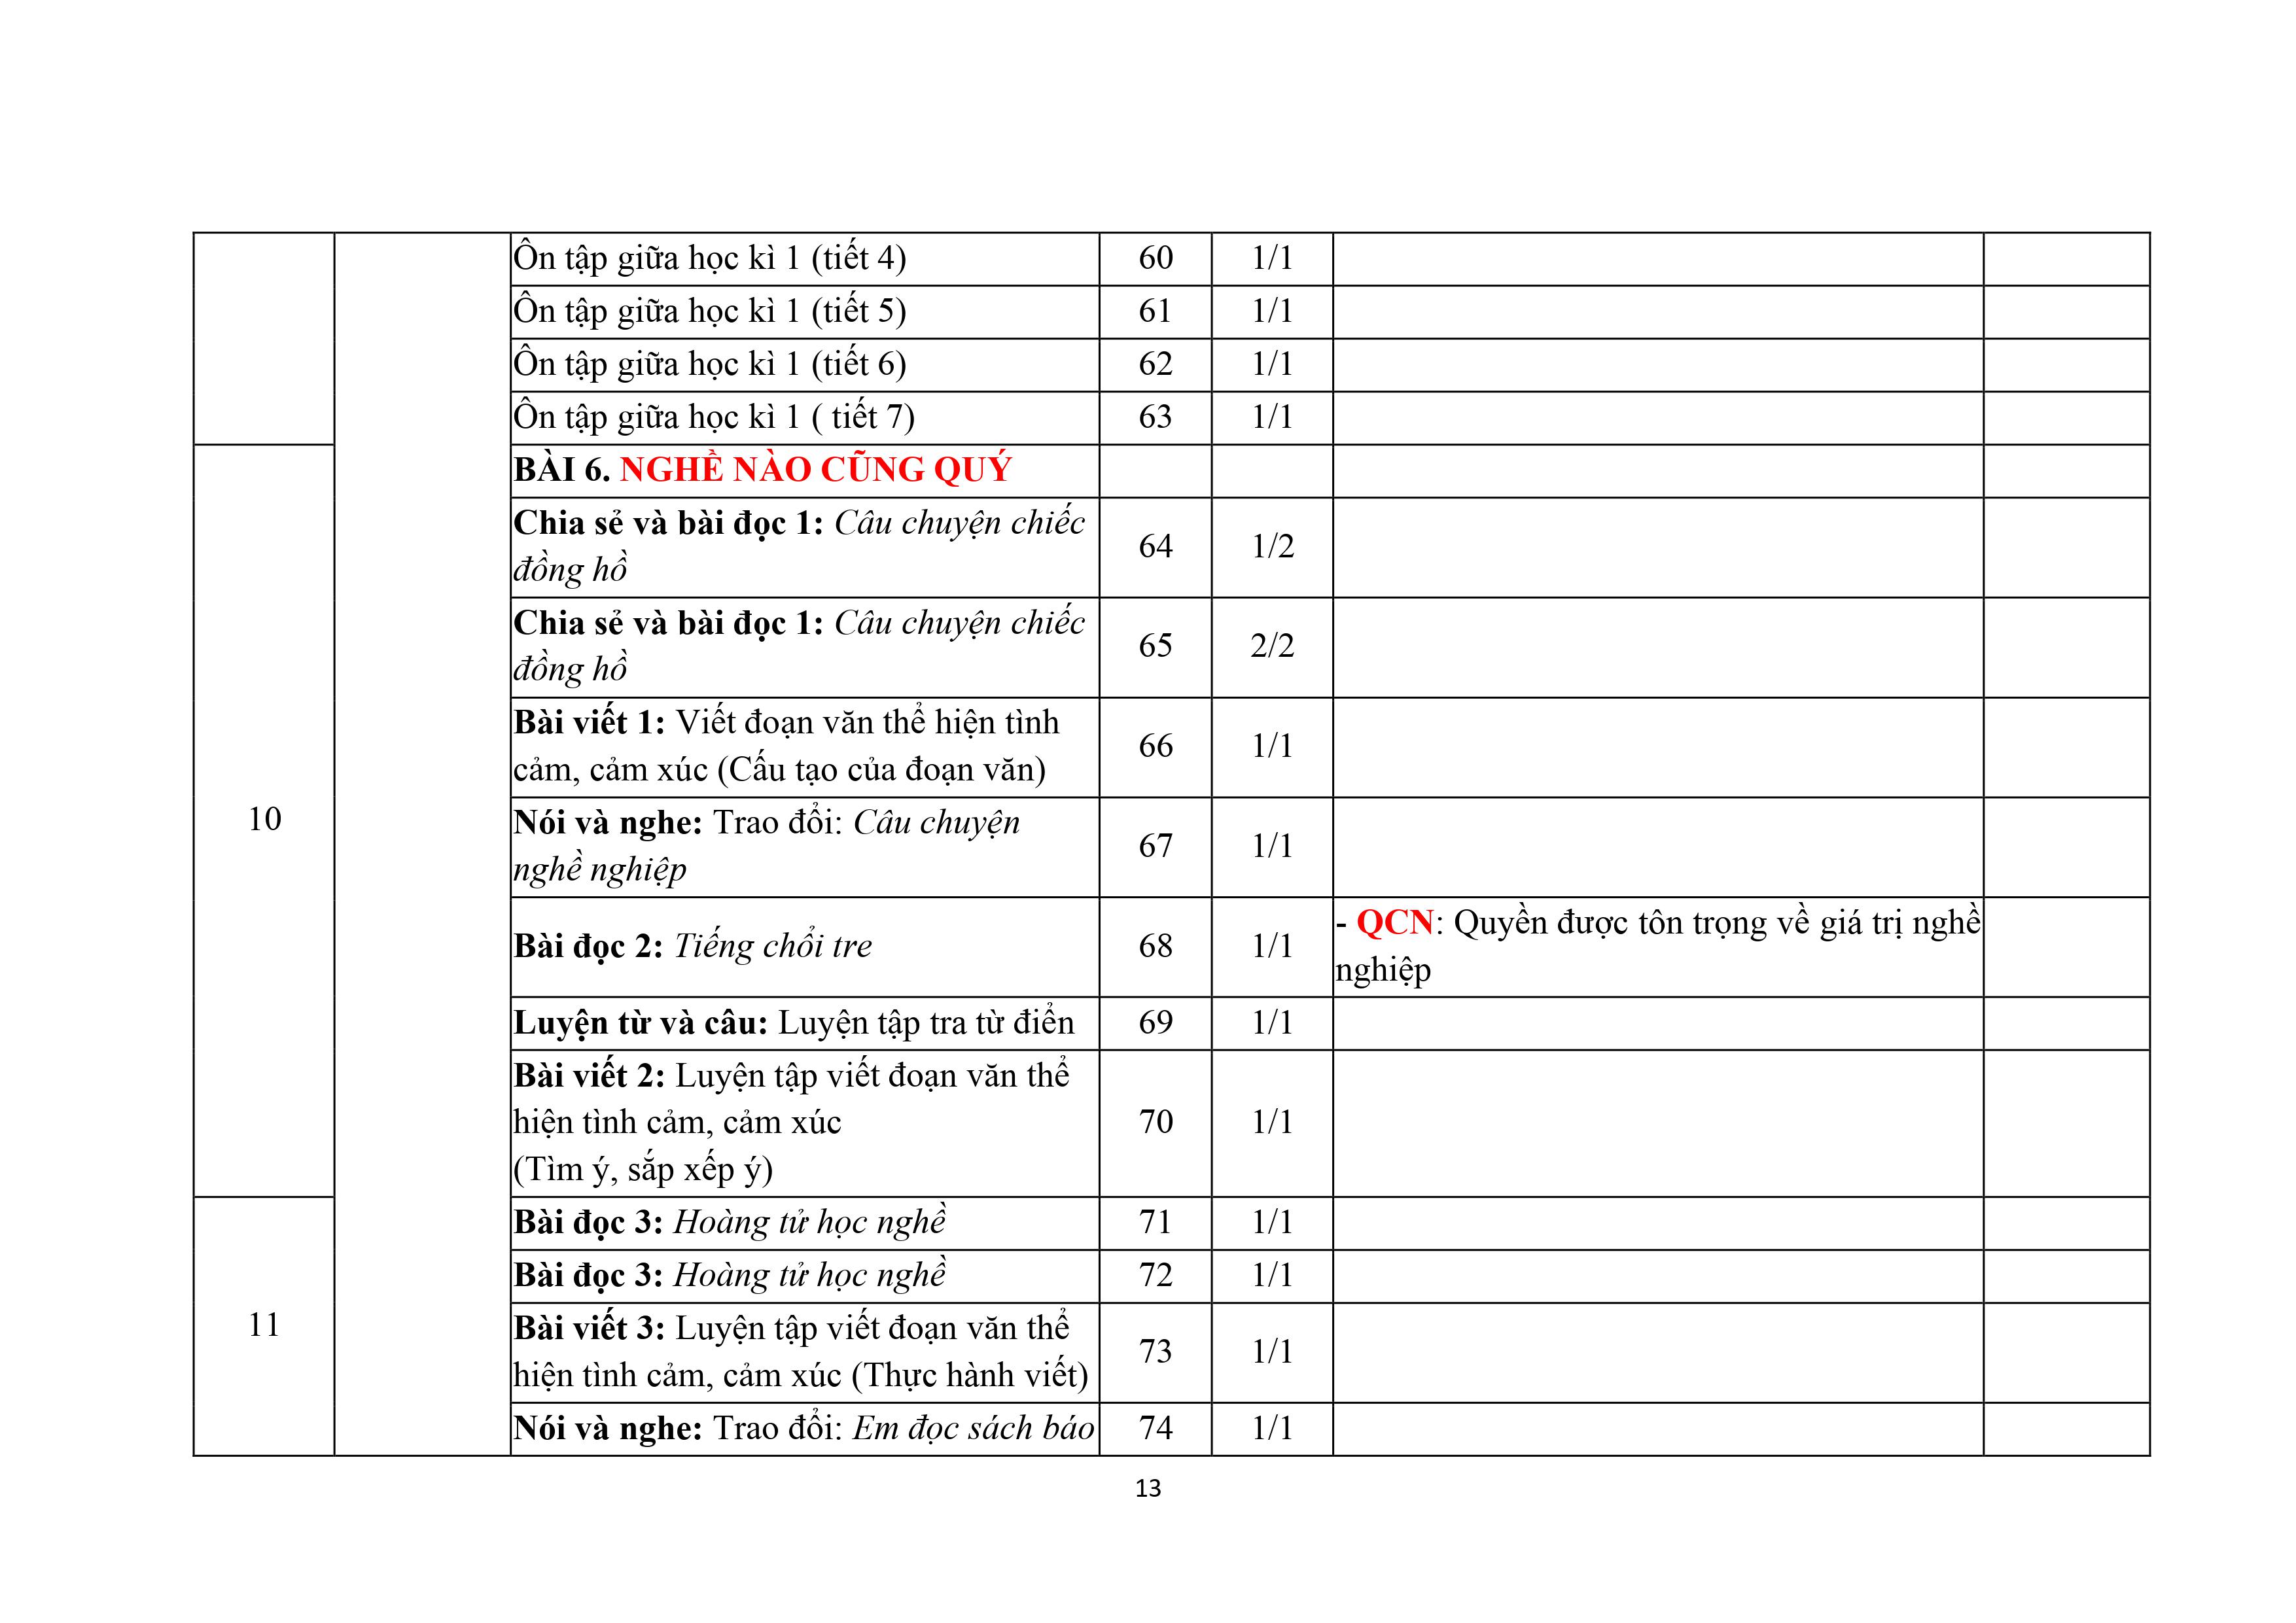 Ôn tập giữa học kì 1 (tiết 4) 60 1/1
Ôn tập giữa học kì 1 (tiết 5) 61 1/1
Ôn tập giữa học kì 1 (tiết 6) 62 1/1
Ôn tập giữa học kì 1 ( tiết 7) 63 1/1
10
BÀI 6. NGHỀ NÀO CŨNG QUÝ
Chia sẻ và bài đọc 1: Câu chuyện chiếc
đồng hồ
64 1/2
Chia sẻ và bài đọc 1: Câu chuyện chiếc
đồng hồ
65 2/2
Bài viết 1: Viết đoạn văn thể hiện tình
cảm, cảm xúc (Cấu tạo của đoạn văn)
66 1/1
Nói và nghe: Trao đổi: Câu chuyện
nghề nghiệp
67 1/1
Bài đọc 2: Tiếng chổi tre 68 1/1
- QCN: Quyền được tôn trọng về giá trị nghề
nghiệp
Luyện từ và câu: Luyện tập tra từ điển 69 1/1
Bài viết 2: Luyện tập viết đoạn văn thể
hiện tình cảm, cảm xúc
(Tìm ý, sắp xếp ý)
70 1/1
11
Bài đọc 3: Hoàng tử học nghề 71 1/1
Bài đọc 3: Hoàng tử học nghề 72 1/1
Bài viết 3: Luyện tập viết đoạn văn thể
hiện tình cảm, cảm xúc (Thực hành viết)
73 1/1
Nói và nghe: Trao đổi: Em đọc sách báo 74 1/1
13